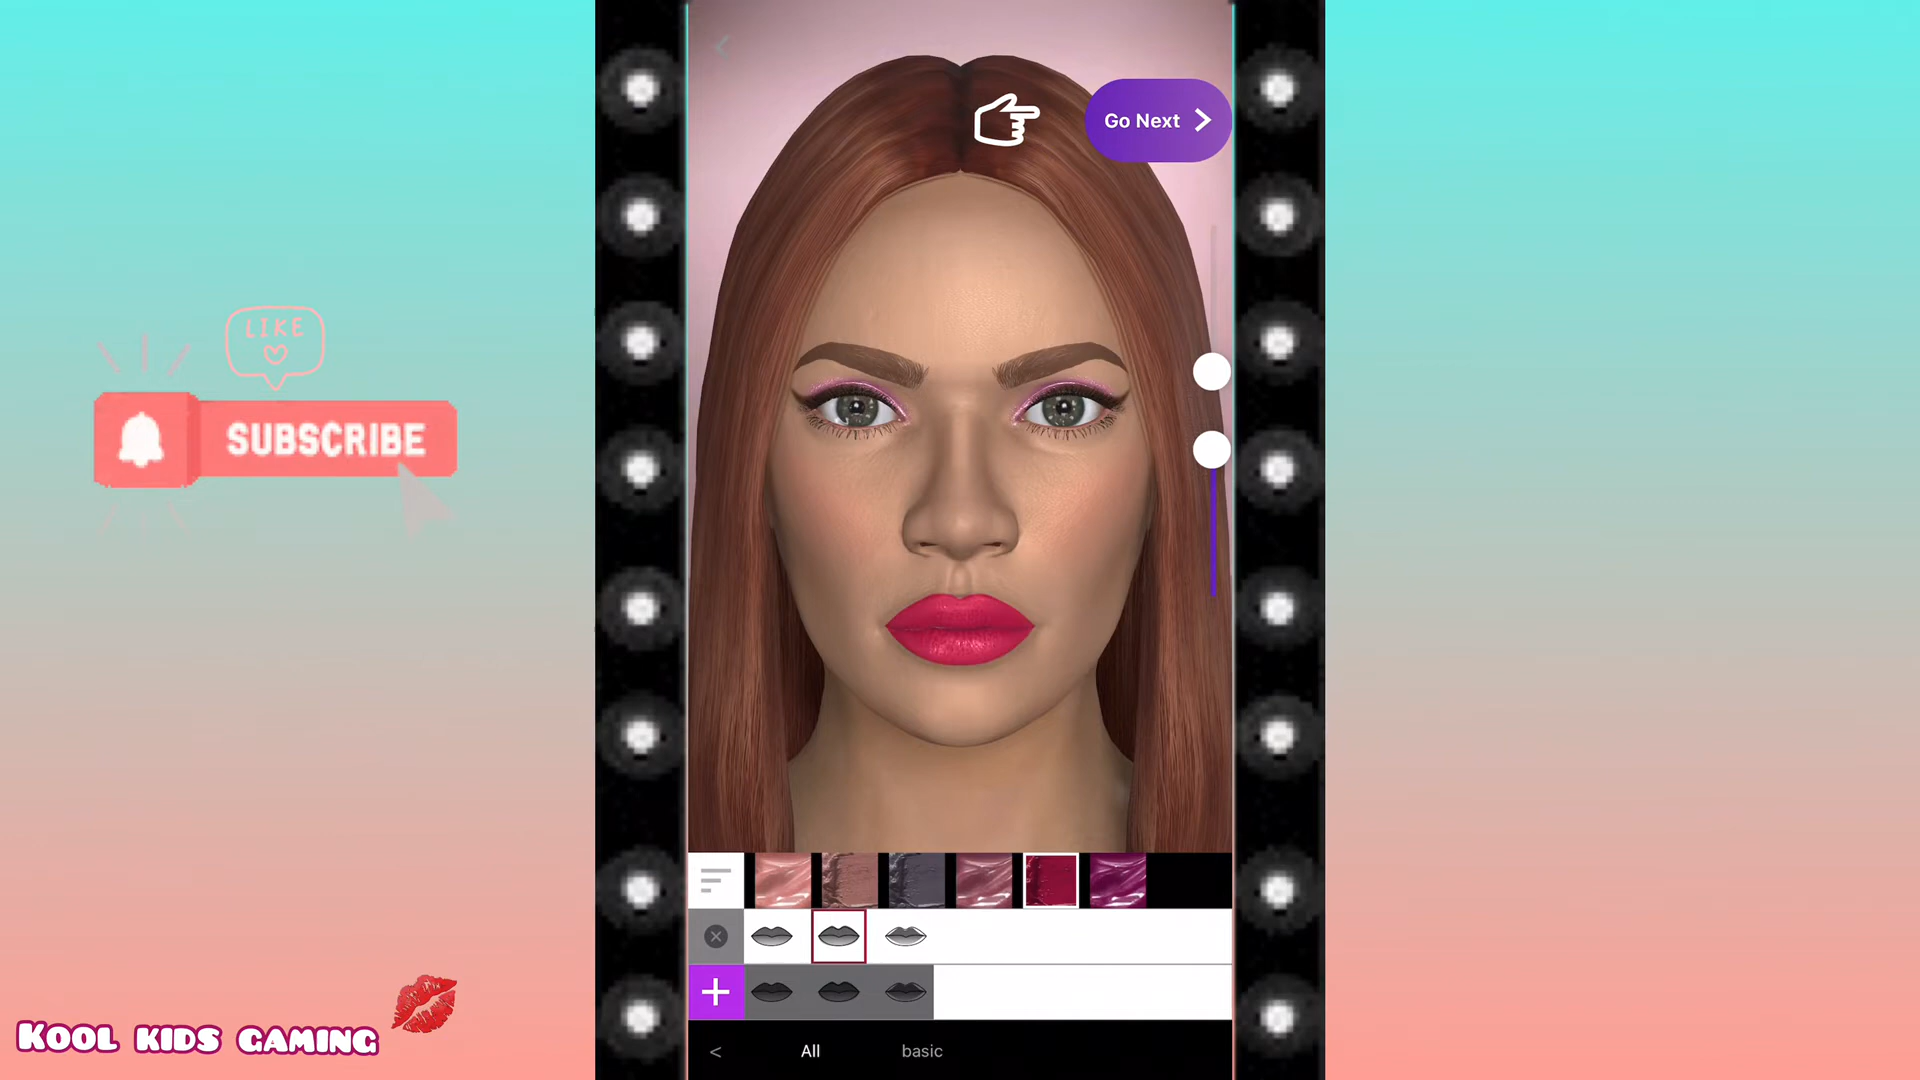 Go Next
LIKE
SUBSCRIBE
KOOL KIDS GAMING
All
basic